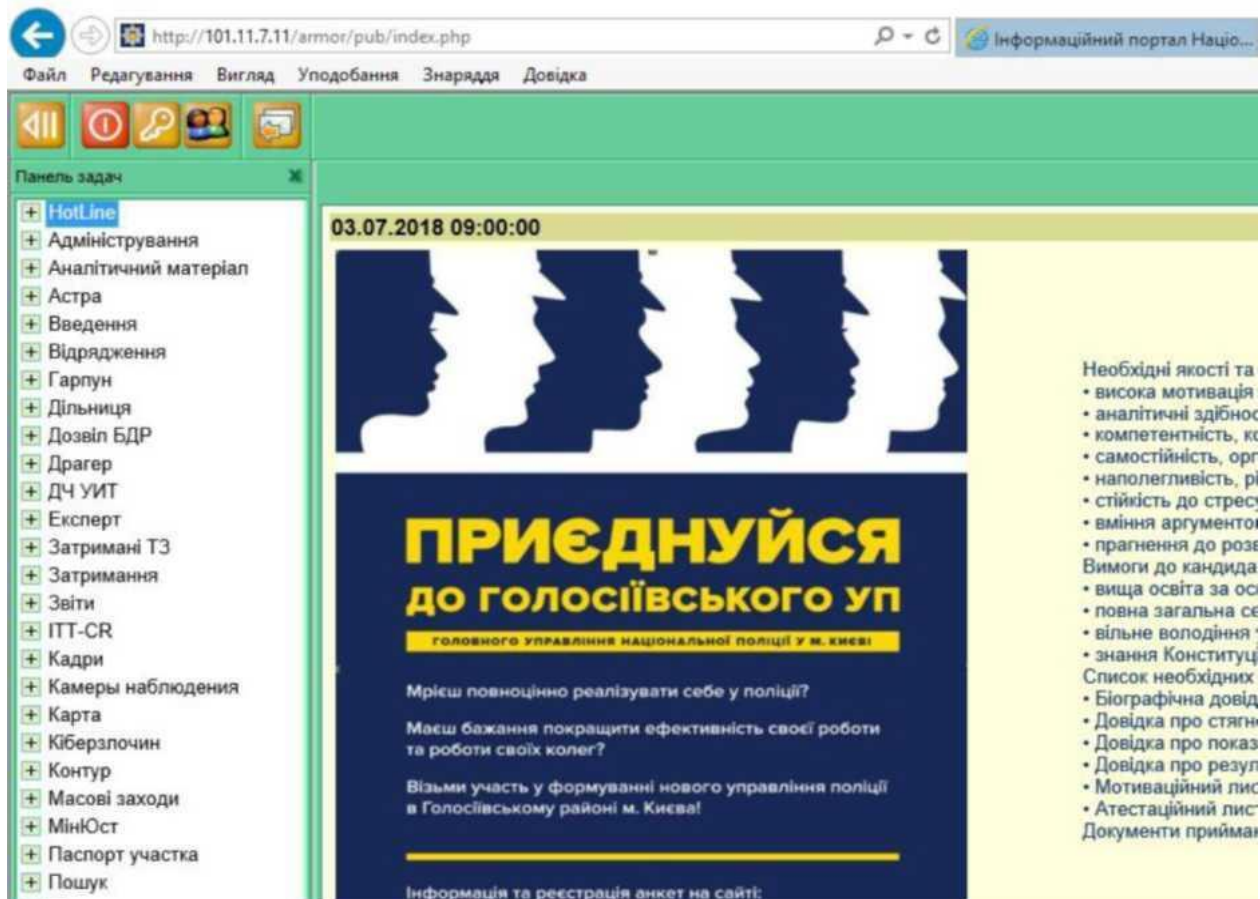 http://101.11.7.11/armor/pub/index.php
Інформаційний портал Націо...
Файл Редагування Вигляд Уподобання Знаряддя Довідка
Панель задач
HotLine
Адміністрування
Аналітичний матеріал
Астра
Введення
Відрядження
Гарпун
Дільниця
Дозвіл БДР
Драгер
ДЧ УИТ
Експерт
Затримані ТЗ
Затримання
Звіти
ІТТ-CR
Кадри
Камеры наблюдения
Карта
Кіберзлочин
Контур
Масові заходи
МінЮст
Паспорт участка
Пошук
03.07.2018 09:00:00
ПРИЄДНУЙСЯ
ДО ГОЛОСІЇВСЬКОГО УП
ГОЛОВНОГО УПРАВЛІННЯ НАЦІОНАЛЬНОЇ ПОЛІЦІЇ У М. КИЄВІ
Мрієш повноцінно реалізувати себе у поліції?
Маєш бажання покращити ефективність своєї роботи
та роботи своїх колег?
Візьми участь у формуванні нового управління поліції
в Голосіївському районі м. Києва!
Інформація та реєстрація анкет на сайті:
Необхідні якості та
• висока мотивація
• аналітичні здібнос
• компетентність, ко
• самостійність, орг
• наполегливість, рі
• стійкість до стресу
• вміння аргументо
• прагнення до розв
Вимоги до кандида
• вища освіта за осв
• повна загальна се
• вільне володіння
• знання Конституці
Список необхідних
• Біографічна довід
• Довідка про стягн
• Довідка про показ
• Довідка про резул
• Мотиваційний лис
• Атестаційний лист
Документи прийма